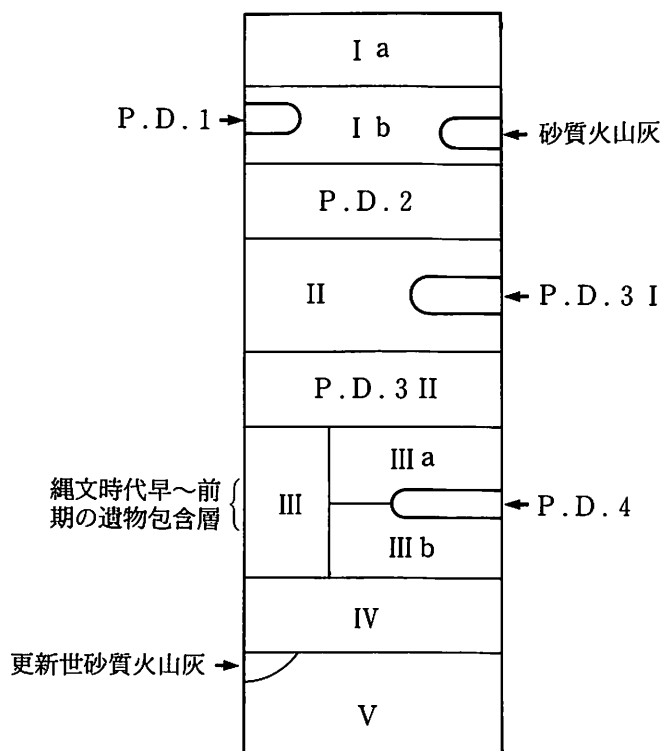 I a
P.D.1
I b
砂質火山灰
P.D.2
II
P.D.3 I
P.D.3 II
縄文時代早～前
期の遺物包含層
III
III a
P.D.4
III b
IV
更新世砂質火山灰
V